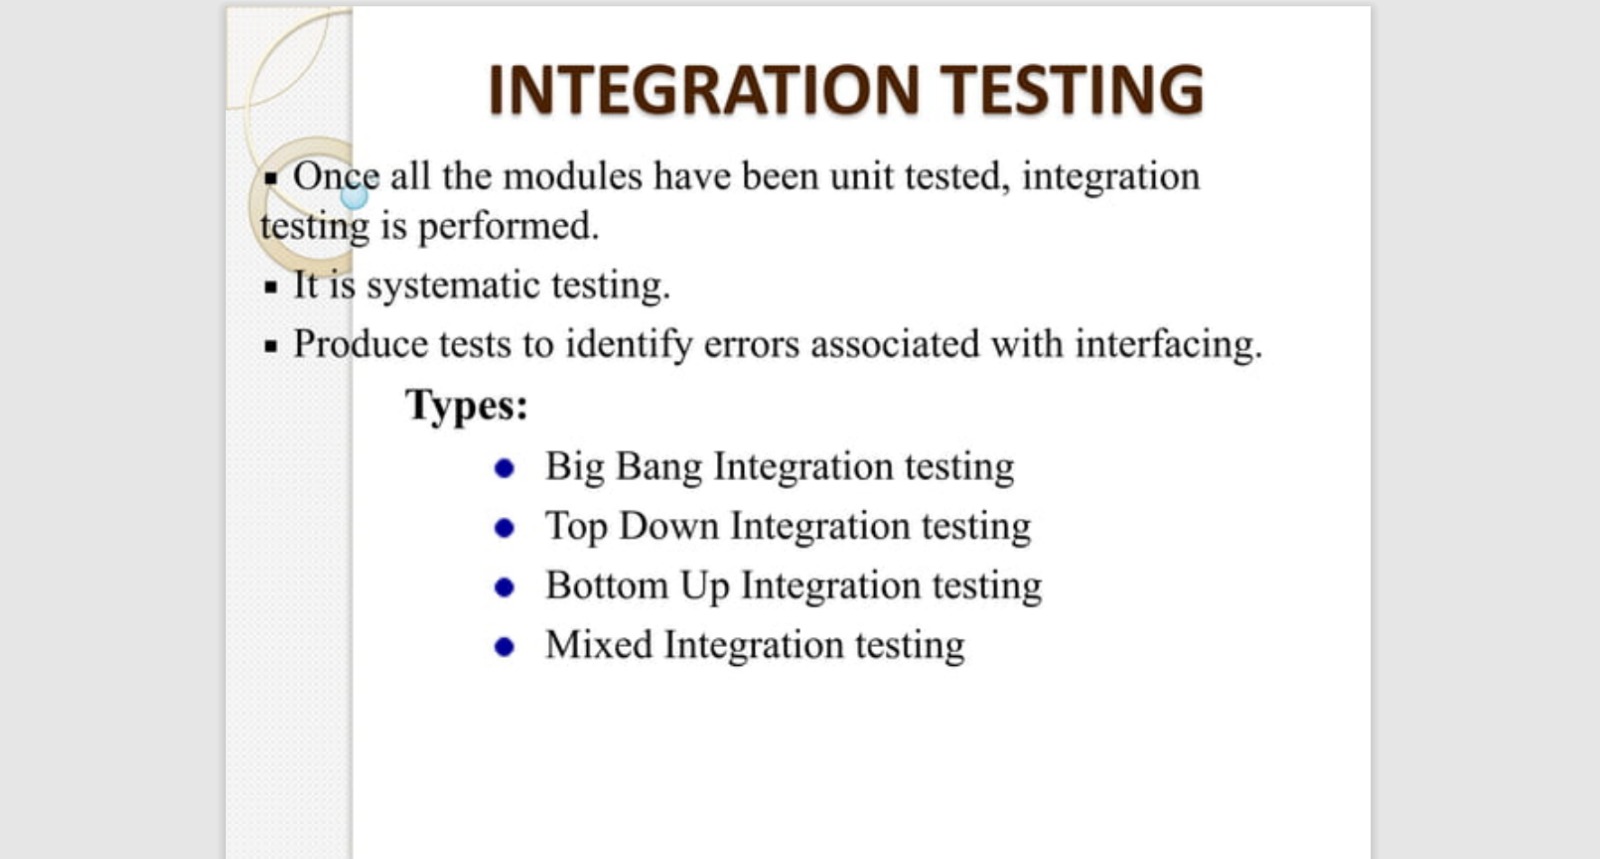 INTEGRATION TESTING
▪ Once all the modules have been unit tested, integration
testing is performed.
▪ It is systematic testing.
▪ Produce tests to identify errors associated with interfacing.
Types:
● Big Bang Integration testing
● Top Down Integration testing
● Bottom Up Integration testing
● Mixed Integration testing